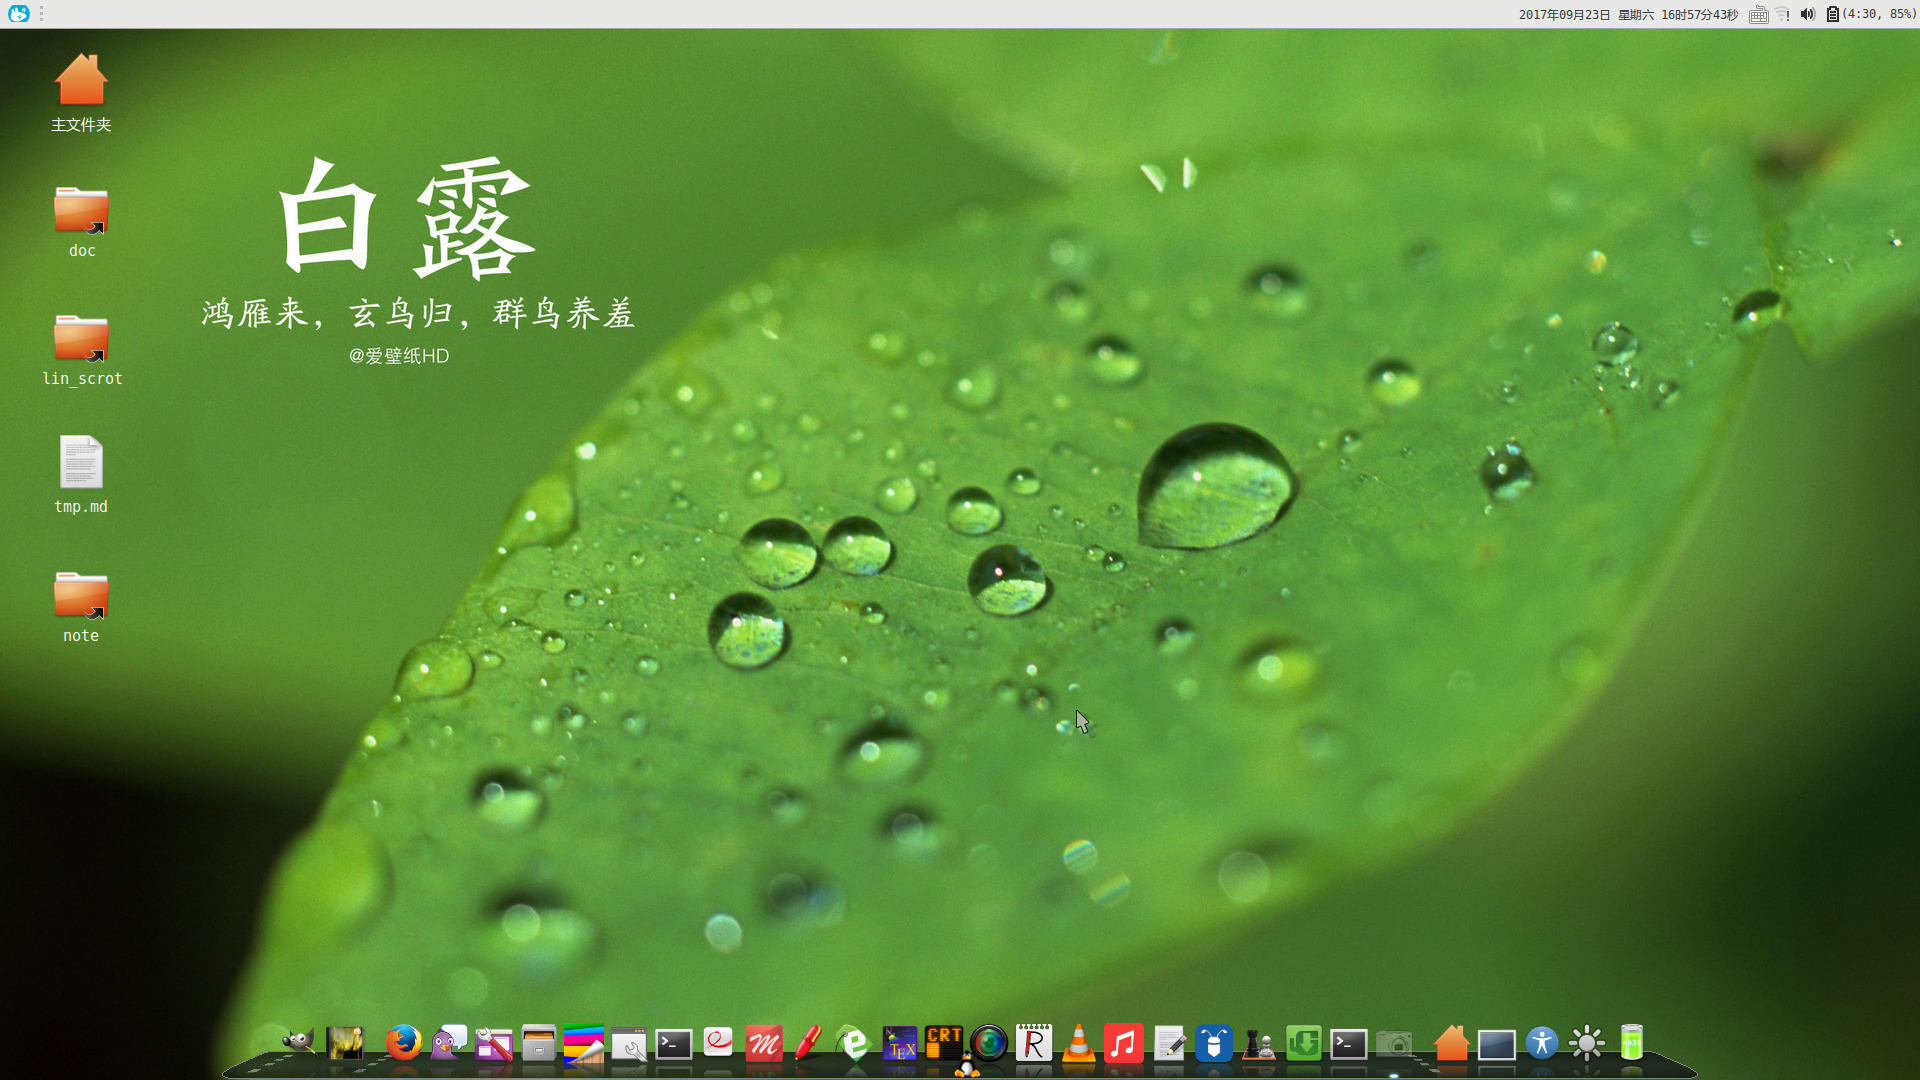 2017年09月23日 星期六 16时57分43秒
(4:30, 85%)
主文件夹
doc
lin_scrot
tmp.md
note
白露
鸿雁来，玄鸟归，群鸟养羞
@爱壁纸HD
TEX
CRT
R
4h30